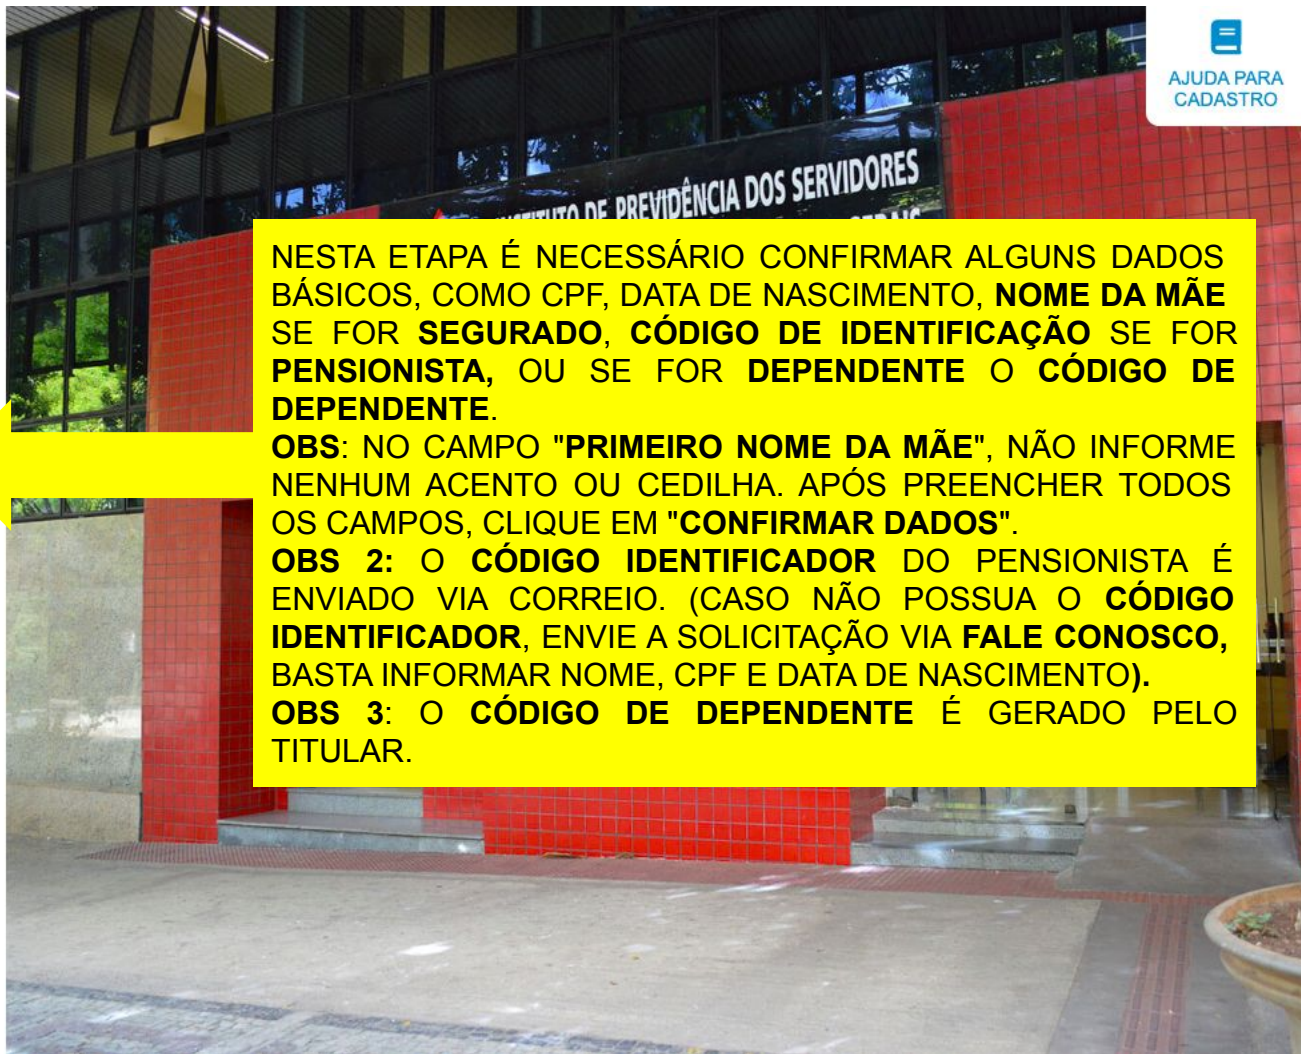 AJUDA PARA
CADASTRO
DE PREVIDÊNCIA DOS SERVIDORES
NESTA ETAPA É NECESSÁRIO CONFIRMAR ALGUNS DADOS
BÁSICOS, COMO CPF, DATA DE NASCIMENTO, NOME DA MÃE
SE FOR SEGURADO, CÓDIGO DE IDENTIFICAÇÃO SE FOR
PENSIONISTA, OU SE FOR DEPENDENTE O CÓDIGO DE
DEPENDENTE.
OBS: NO CAMPO "PRIMEIRO NOME DA MÃE", NÃO INFORME
NENHUM ACENTO OU CEDILHA. APÓS PREENCHER TODOS
OS CAMPOS, CLIQUE EM "CONFIRMAR DADOS".
OBS 2: O CÓDIGO IDENTIFICADOR DO PENSIONISTA É
ENVIADO VIA CORREIO. (CASO NÃO POSSUA O CÓDIGO
IDENTIFICADOR, ENVIE A SOLICITAÇÃO VIA FALE CONOSCO,
BASTA INFORMAR NOME, CPF E DATA DE NASCIMENTO).
OBS 3: O CÓDIGO DE DEPENDENTE É GERADO PELO
TITULAR.